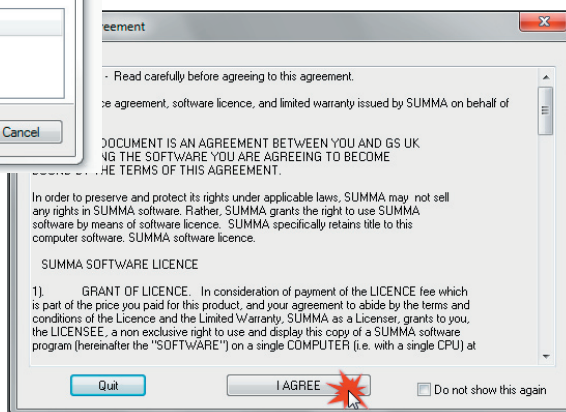 reement
Cancel
- Read carefully before agreeing to this agreement.
ce agreement, software licence, and limited warranty issued by SUMMA on behalf of
DOCUMENT IS AN AGREEMENT BETWEEN YOU AND GS UK
NG THE SOFTWARE YOU ARE AGREEING TO BECOME
THE TERMS OF THIS AGREEMENT.
In order to preserve and protect its rights under applicable laws, SUMMA may not sell
any rights in SUMMA software. Rather, SUMMA grants the right to use SUMMA
software by means of software licence. SUMMA specifically retains title to this
computer software. SUMMA software licence.
SUMMA SOFTWARE LICENCE
1). GRANT OF LICENCE. In consideration of payment of the LICENCE fee which
is part of the price you paid for this product, and your agreement to abide by the terms and
conditions of the Licence and the Limited Warranty, SUMMA as a Licenser, grants to you,
the LICENSEE, a non exclusive right to use and display this copy of a SUMMA software
program (hereinafter the "SOFTWARE") on a single COMPUTER (i.e. with a single CPU) at
Quit
I AGREE
Do not show this again